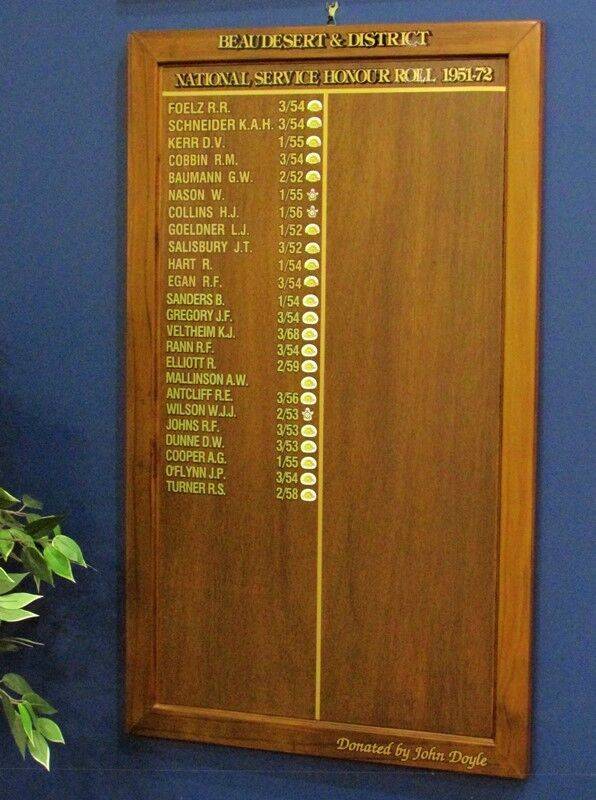 BEAUDESERT & DISTRICT
NATIONAL SERVICE HONOUR ROLL 1951-72
FOELZ R.R. 3/54
SCHNEIDER K.A.H. 3/54
KERR D.V. 1/55
COBBIN R.M. 3/54
BAUMANN G.W. 2/52
NASON W. 1/55
COLLINS H.J. 1/56
GOELDNER L.J. 1/52
SALISBURY J.T. 3/52
HART R. 1/54
EGAN R.F. 3/54
SANDERS B. 1/54
GREGORY J.F. 3/54
VELTHEIM K.J. 3/68
RANN R.F. 3/54
ELLIOTT R. 2/59
MALLINSON A.W.
ANTCLIFF R.E. 3/56
WILSON W.J.J. 2/53
JOHNS R.F. 3/53
DUNNE D.W. 3/53
COOPER A.G. 1/55
O'FLYNN J.P. 3/54
TURNER R.S. 2/58
Donated by John Doyle